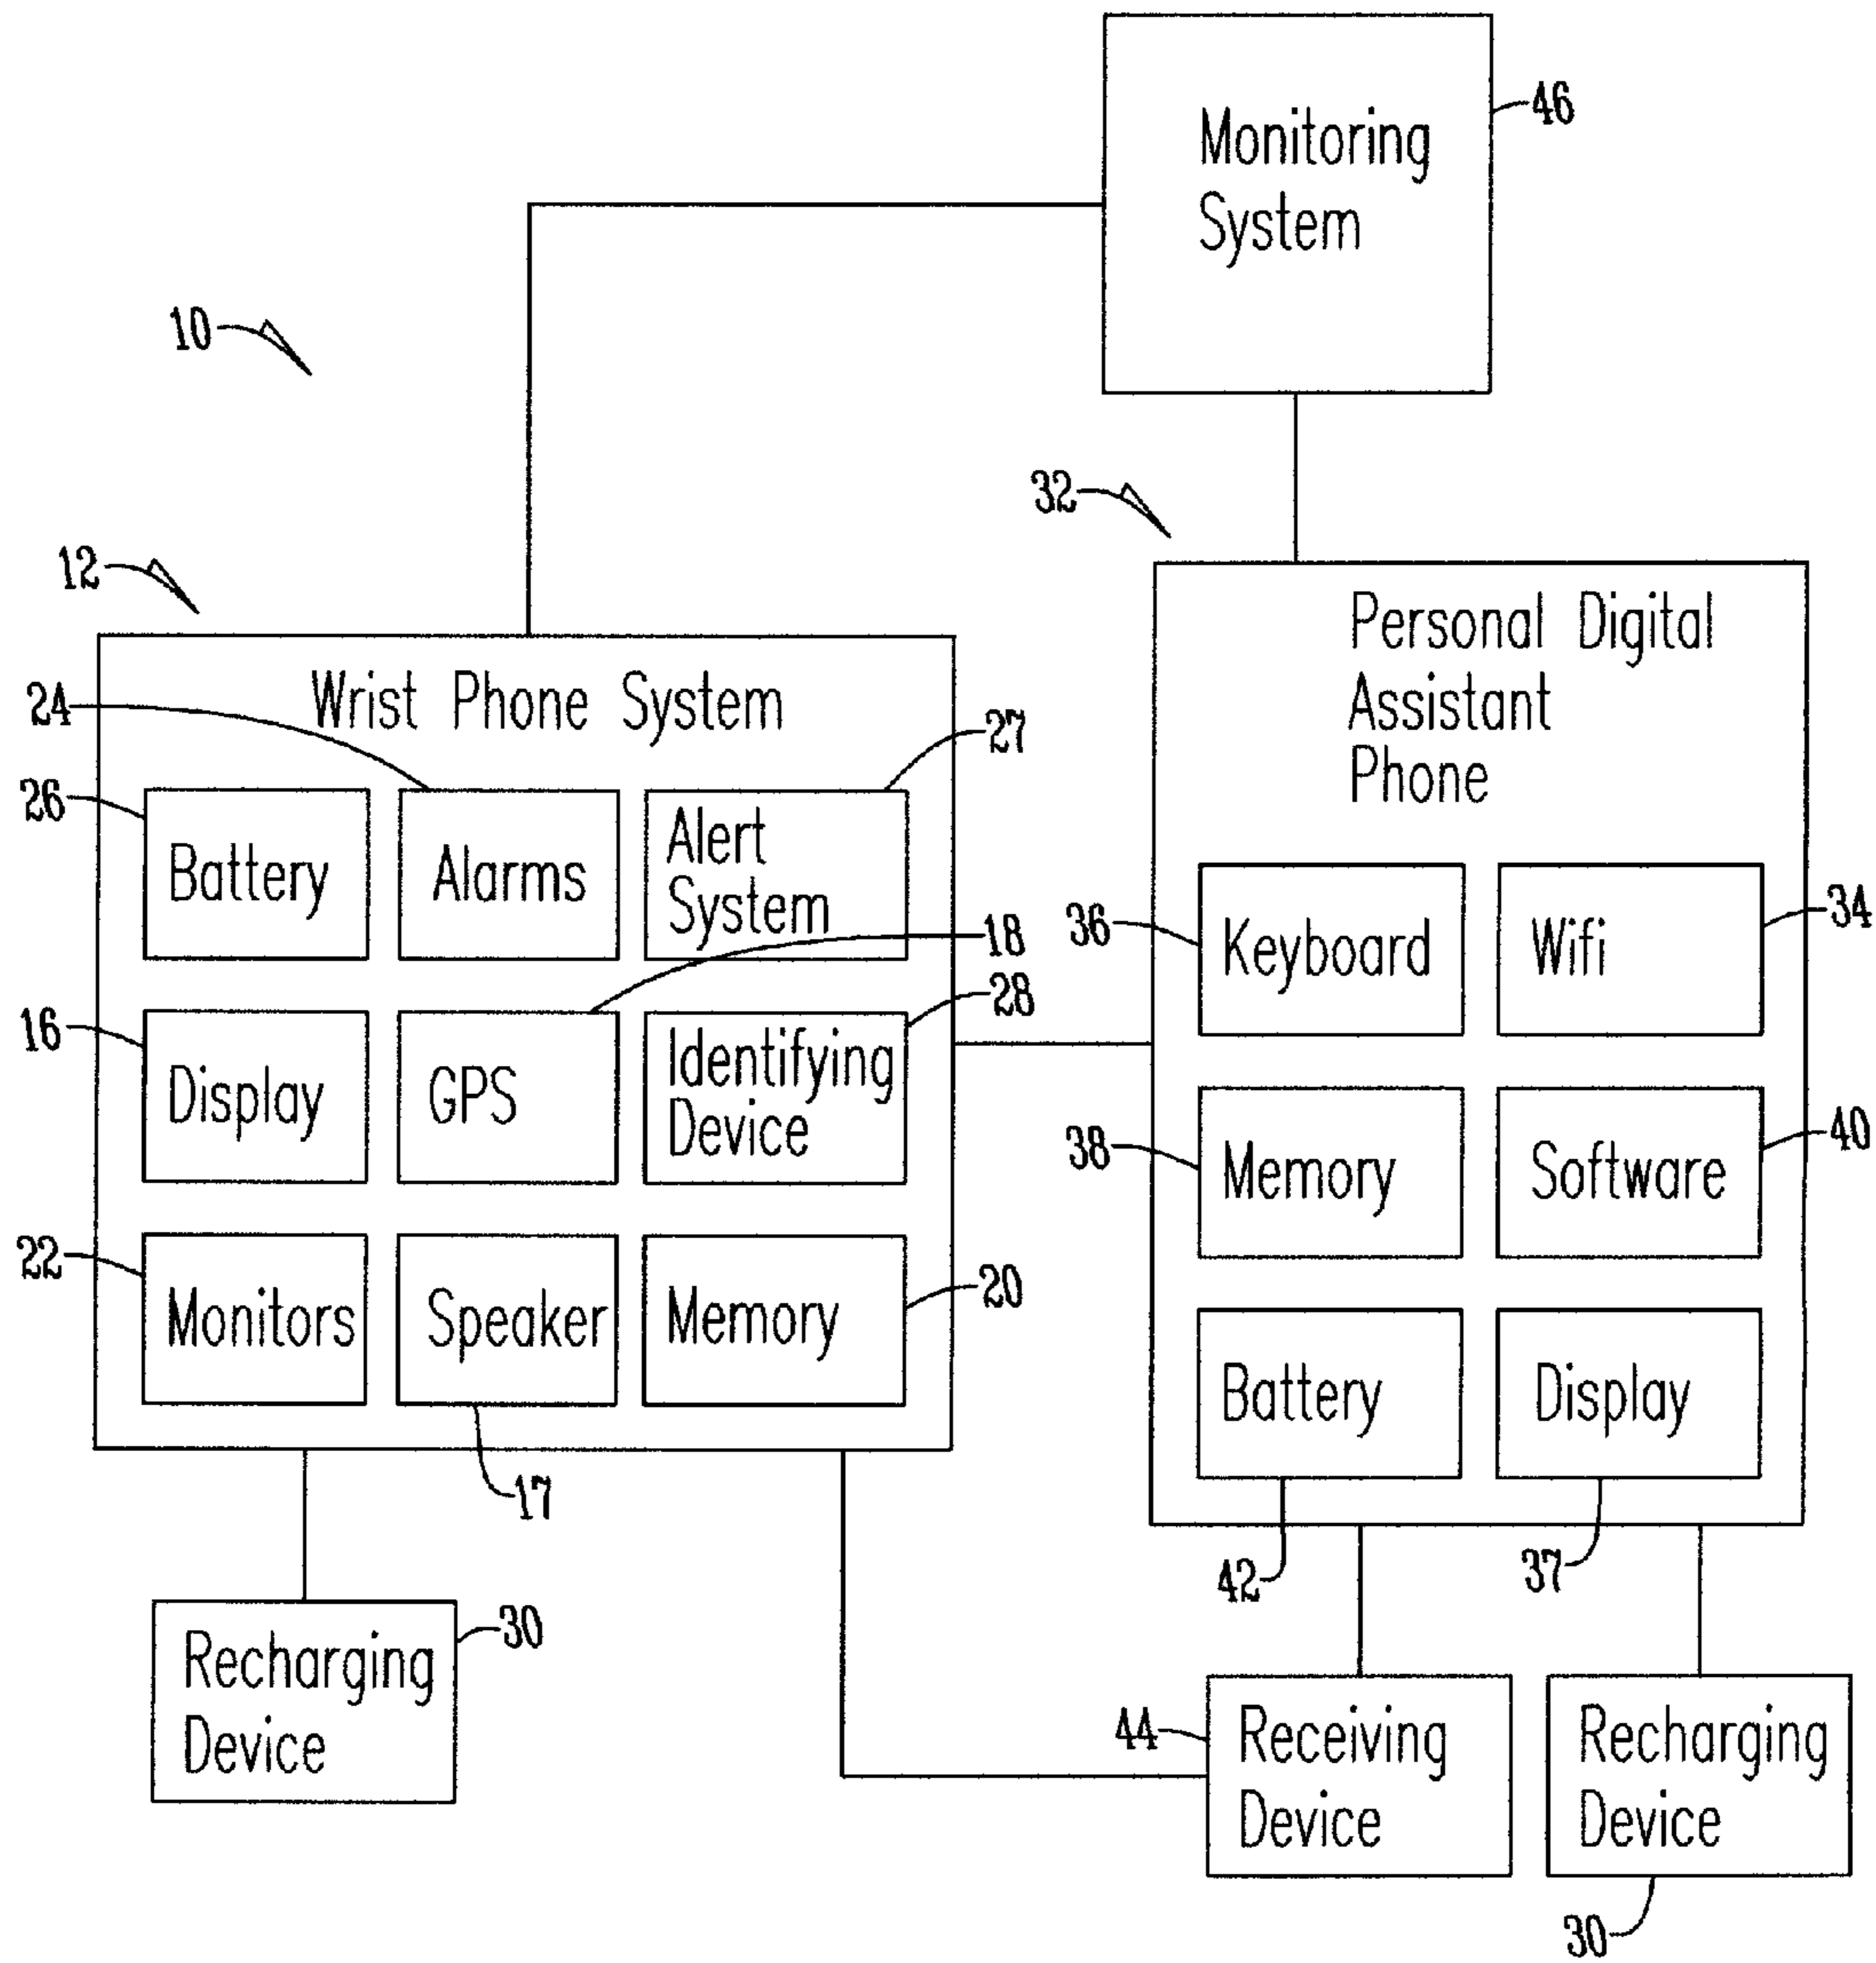 Monitoring
System
46
10
32
12
Personal Digital
Assistant
Phone
Wrist Phone System
24
27
26
Battery
Alarms
Alert
System
18
36
Keyboard
Wifi
34
16
Display
GPS
Identifying
Device
28
38
Memory
Software
40
22
Monitors
Speaker
Memory
20
Battery
Display
17
42
37
Recharging
Device
30
44
Receiving
Device
Recharging
Device
30